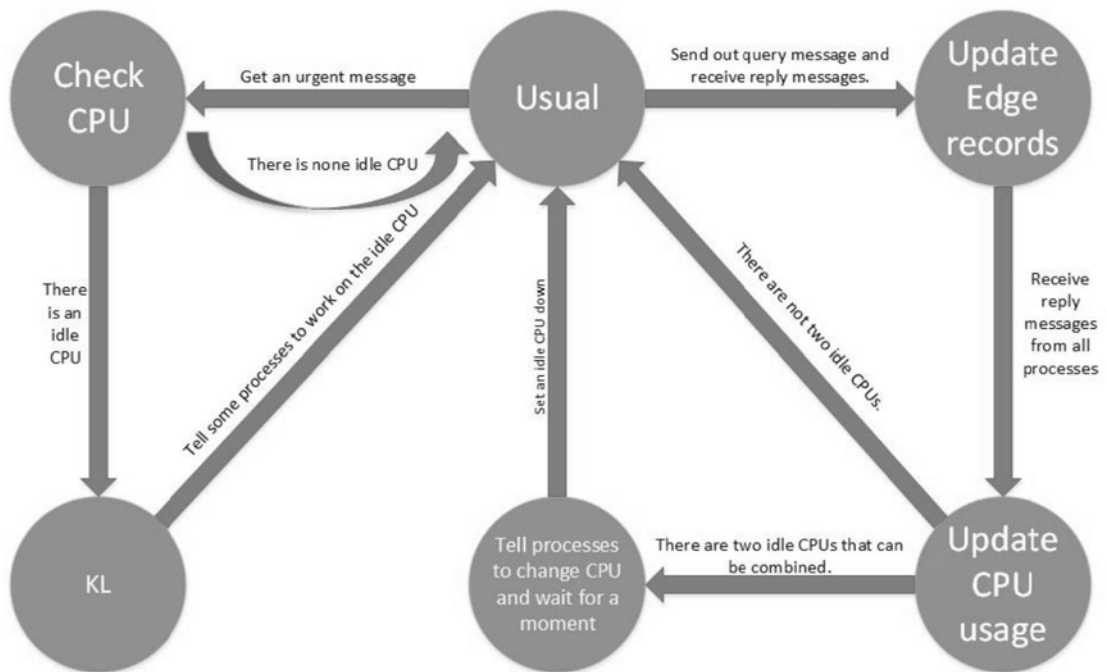 Check
CPU
Get an urgent message
Usual
Send out query message and
receive reply messages.
Update
Edge
records
There is none idle CPU
There
is an
idle
CPU
Tell some processes to work on the idle CPU
Set an idle CPU down
There are not two idle CPUs.
Receive
reply
messages
from all
processes
KL
Tell processes
to change CPU
and wait for a
moment
There are two idle CPUs that can
be combined.
Update
CPU
usage